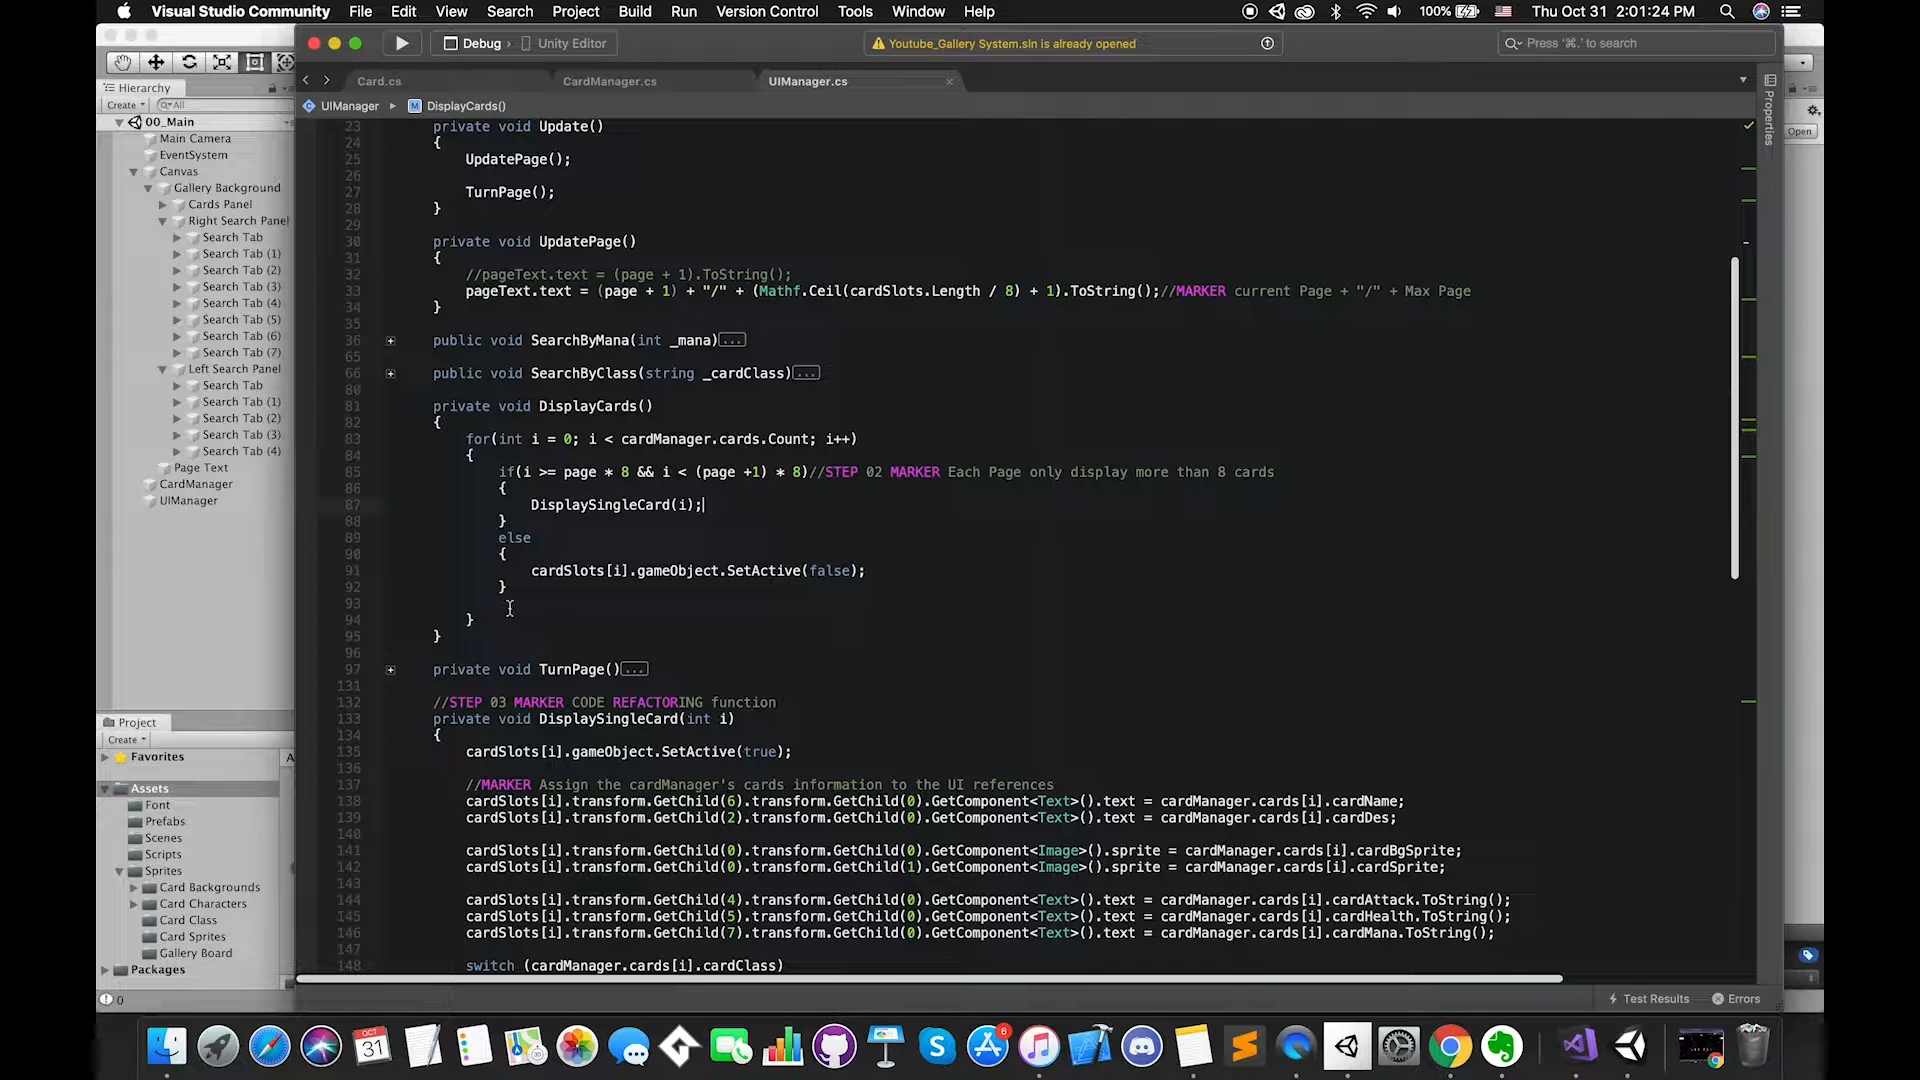 Visual Studio Community File Edit View Search Project Build Run Version Control Tools Window Help 100% Thu Oct 31 2:01:24 PM
Debug Unity Editor
Youtube_Gallery System.sln is already opened
Press '⌘.' to search
Card.cs CardManager.cs UIManager.cs
UIManager DisplayCards()
Properties
Hierarchy
Create All
00_Main
Main Camera
EventSystem
Canvas
Gallery Background
Cards Panel
Right Search Panel
Search Tab
Search Tab (1)
Search Tab (2)
Search Tab (3)
Search Tab (4)
Search Tab (5)
Search Tab (6)
Search Tab (7)
Left Search Panel
Search Tab
Search Tab (1)
Search Tab (2)
Search Tab (3)
Search Tab (4)
Page Text
CardManager
UIManager
Project
Create
Favorites
Assets
Font
Prefabs
Scenes
Scripts
Sprites
Card Backgrounds
Card Characters
Card Class
Card Sprites
Gallery Board
Packages
0
Open
23 private void Update()
24 {
25 UpdatePage();
26
27 TurnPage();
28 }
29
30 private void UpdatePage()
31 {
32 //pageText.text = (page + 1).ToString();
33 pageText.text = (page + 1) + "/" + (Mathf.Ceil(cardSlots.Length / 8) + 1).ToString();//MARKER current Page + "/" + Max Page
34 }
35
36 public void SearchByMana(int _mana)...
65
66 public void SearchByClass(string _cardClass)...
80
81 private void DisplayCards()
82 {
83 for(int i = 0; i < cardManager.cards.Count; i++)
84 {
85 if(i >= page * 8 && i < (page +1) * 8)//STEP 02 MARKER Each Page only display more than 8 cards
86 {
87 DisplaySingleCard(i);
88 }
89 else
90 {
91 cardSlots[i].gameObject.SetActive(false);
92 }
93
94 }
95 }
96
97 private void TurnPage()...
131
132 //STEP 03 MARKER CODE REFACTORING function
133 private void DisplaySingleCard(int i)
134 {
135 cardSlots[i].gameObject.SetActive(true);
136
137 //MARKER Assign the cardManager's cards information to the UI references
138 cardSlots[i].transform.GetChild(6).transform.GetChild(0).GetComponent<Text>().text = cardManager.cards[i].cardName;
139 cardSlots[i].transform.GetChild(2).transform.GetChild(0).GetComponent<Text>().text = cardManager.cards[i].cardDes;
140
141 cardSlots[i].transform.GetChild(0).transform.GetChild(0).GetComponent<Image>().sprite = cardManager.cards[i].cardBgSprite;
142 cardSlots[i].transform.GetChild(0).transform.GetChild(1).GetComponent<Image>().sprite = cardManager.cards[i].cardSprite;
143
144 cardSlots[i].transform.GetChild(4).transform.GetChild(0).GetComponent<Text>().text = cardManager.cards[i].cardAttack.ToString();
145 cardSlots[i].transform.GetChild(5).transform.GetChild(0).GetComponent<Text>().text = cardManager.cards[i].cardHealth.ToString();
146 cardSlots[i].transform.GetChild(7).transform.GetChild(0).GetComponent<Text>().text = cardManager.cards[i].cardMana.ToString();
147
148 switch (cardManager.cards[i].cardClass)
Test Results Errors
OCT
31
6